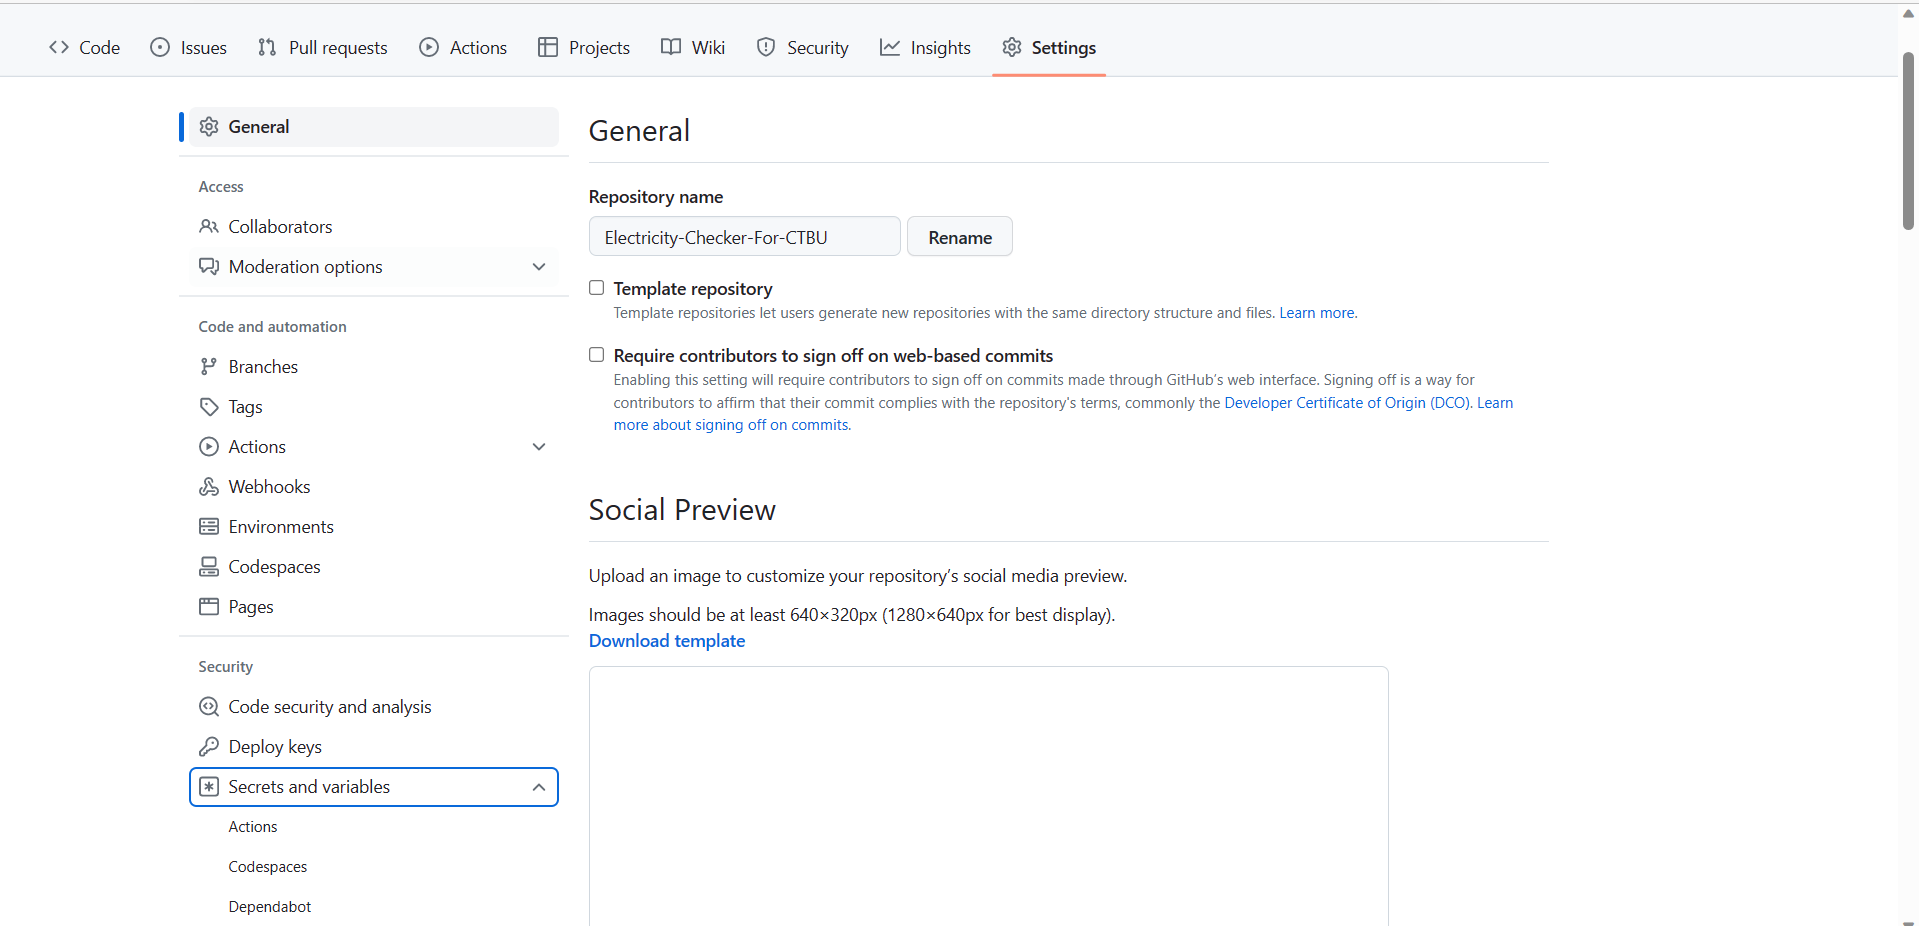 Code Issues Pull requests Actions Projects Wiki Security Insights Settings
General
Access
Collaborators
Moderation options
Code and automation
Branches
Tags
Actions
Webhooks
Environments
Codespaces
Pages
Security
Code security and analysis
Deploy keys
Secrets and variables
Actions
Codespaces
Dependabot
General
Repository name
Electricity-Checker-For-CTBU Rename
Template repository
Template repositories let users generate new repositories with the same directory structure and files. Learn more.
Require contributors to sign off on web-based commits
Enabling this setting will require contributors to sign off on commits made through GitHub's web interface. Signing off is a way for
contributors to affirm that their commit complies with the repository's terms, commonly the Developer Certificate of Origin (DCO). Learn
more about signing off on commits.
Social Preview
Upload an image to customize your repository's social media preview.
Images should be at least 640×320px (1280×640px for best display).
Download template